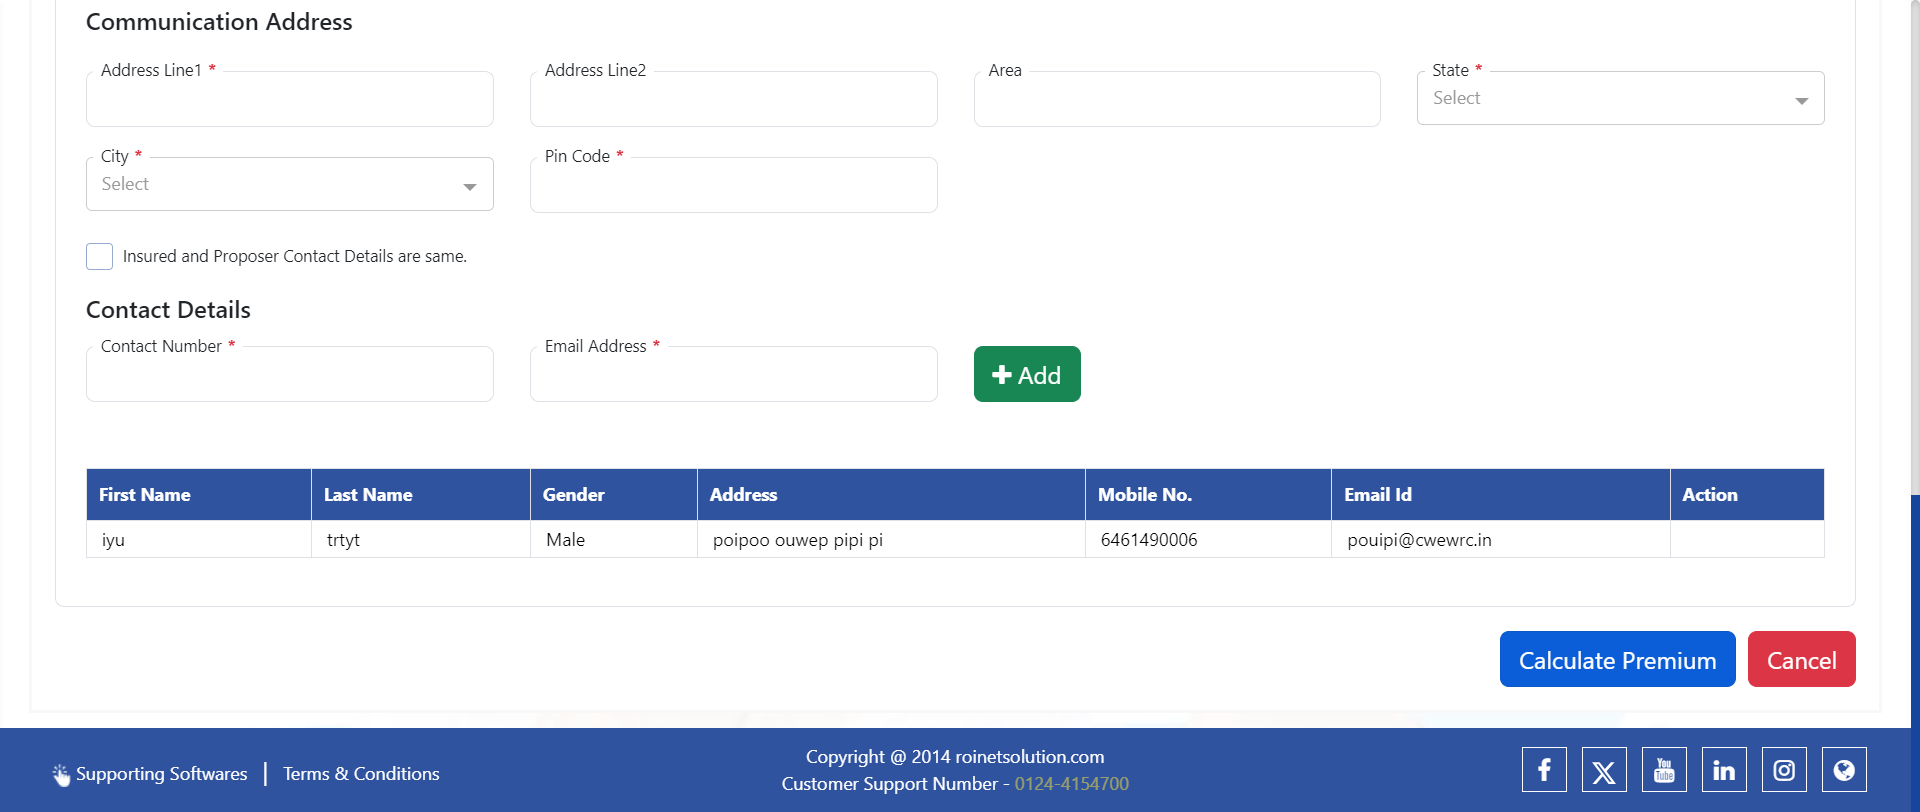 Communication Address
Address Line1 *
Address Line2
Area
State *
Select
City *
Select
Pin Code *
Insured and Proposer Contact Details are same.
Contact Details
Contact Number *
Email Address *
Add
First Name Last Name Gender Address Mobile No. Email Id Action
iyu trtyt Male poipoo ouwep pipi pi 6461490006 pouipi@cwewrc.in
Calculate Premium Cancel
Supporting Softwares | Terms & Conditions
Copyright @ 2014 roinetsolution.com
Customer Support Number - 0124-4154700
You Tube